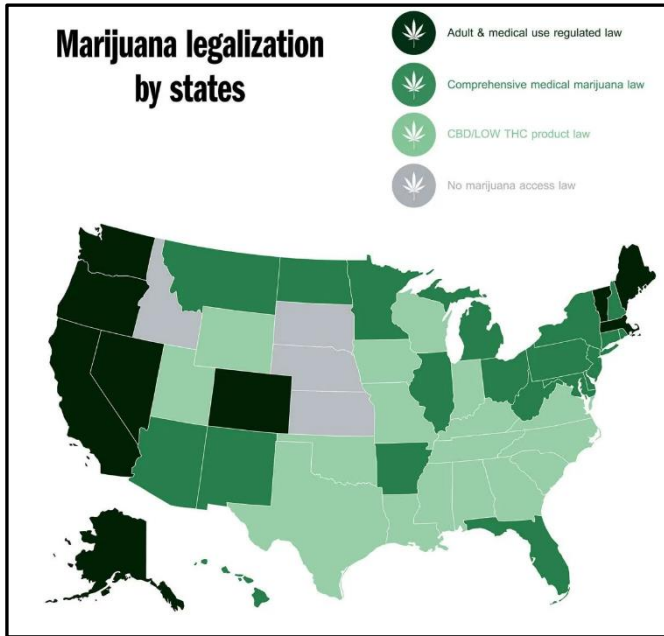 Marijuana legalization
by states
Adult & medical use regulated law
Comprehensive medical marijuana law
CBD/LOW THC product law
No marijuana access law